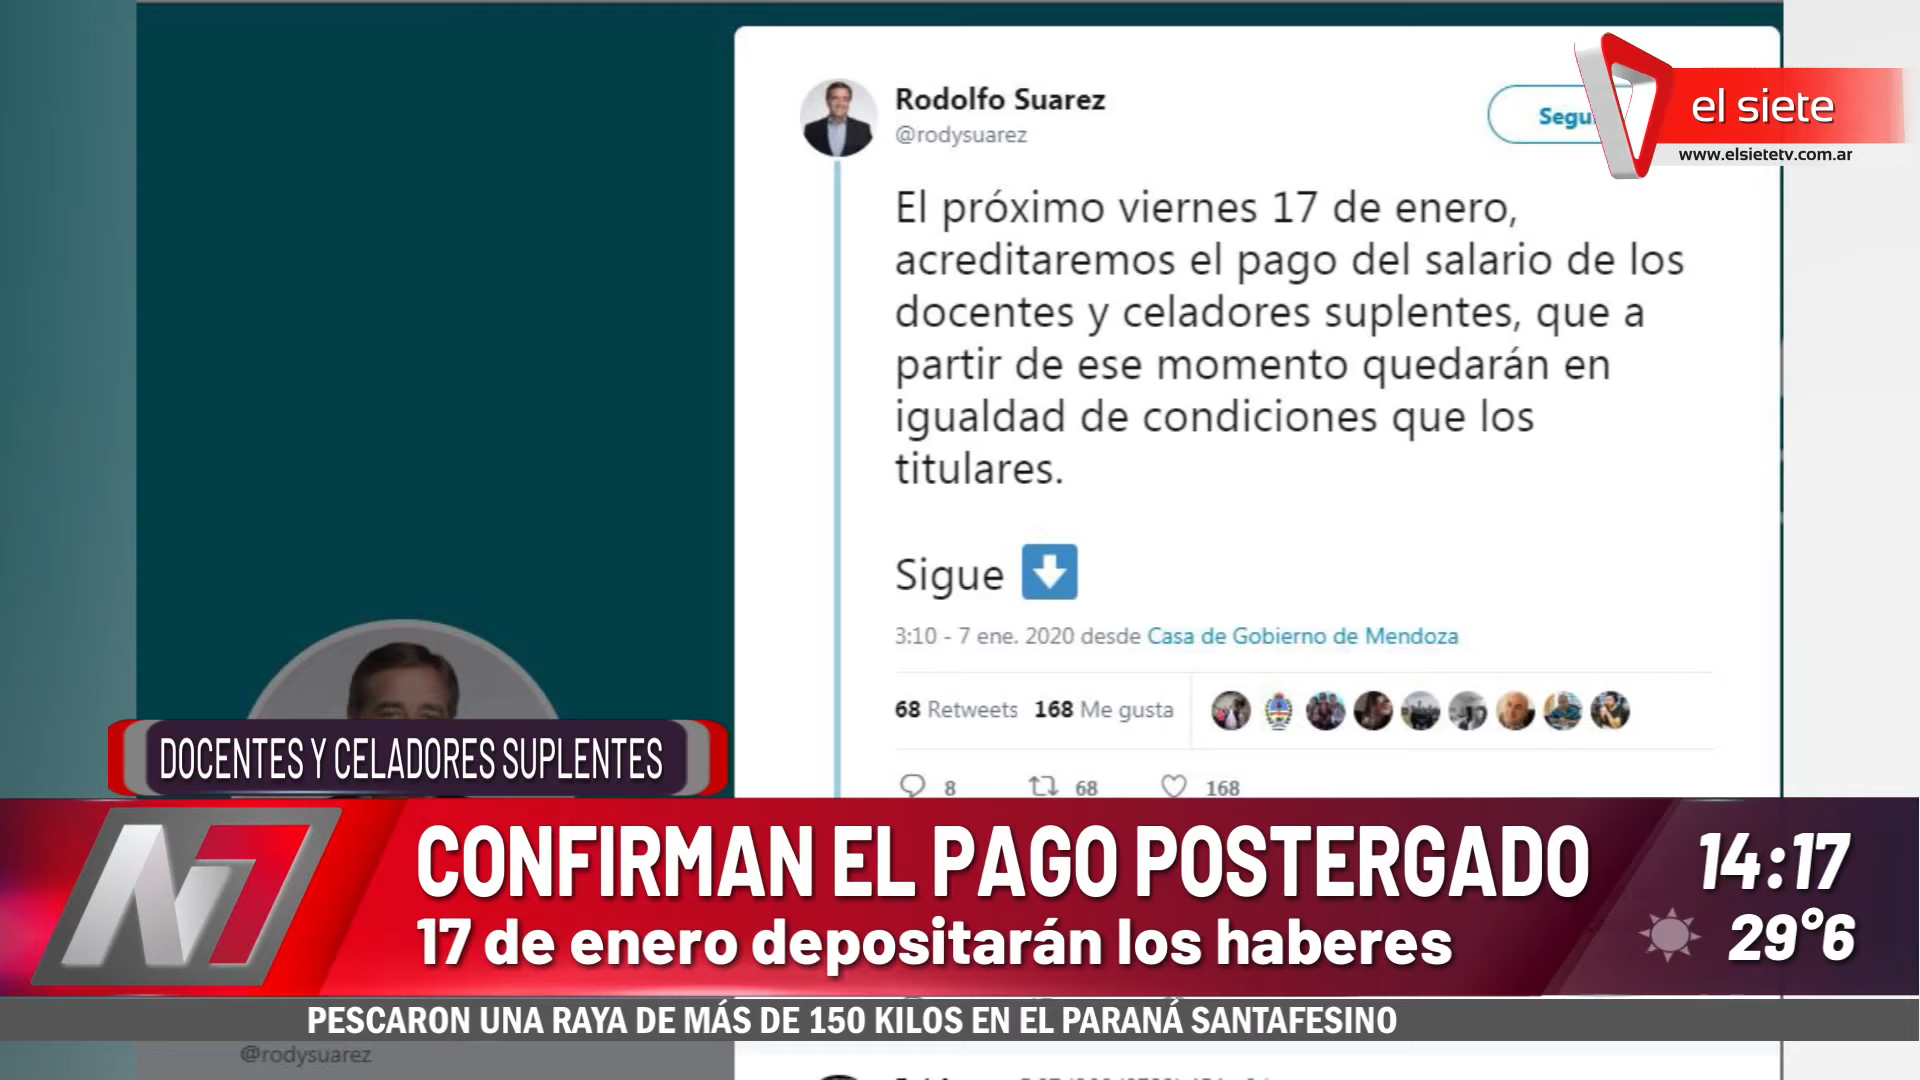 Rodolfo Suarez
@rodysuarez
el siete
www.elsietetv.com.ar
El próximo viernes 17 de enero,
acreditaremos el pago del salario de los
docentes y celadores suplentes, que a
partir de ese momento quedarán en
igualdad de condiciones que los
titulares.
Sigue
3:10 - 7 ene. 2020 desde Casa de Gobierno de Mendoza
68 Retweets 168 Me gusta
8 68 168
DOCENTES Y CELADORES SUPLENTES
N7
CONFIRMAN EL PAGO POSTERGADO
17 de enero depositarán los haberes
14:17
29°6
PESCARON UNA RAYA DE MÁS DE 150 KILOS EN EL PARANÁ SANTAFESINO
@rodysuarez